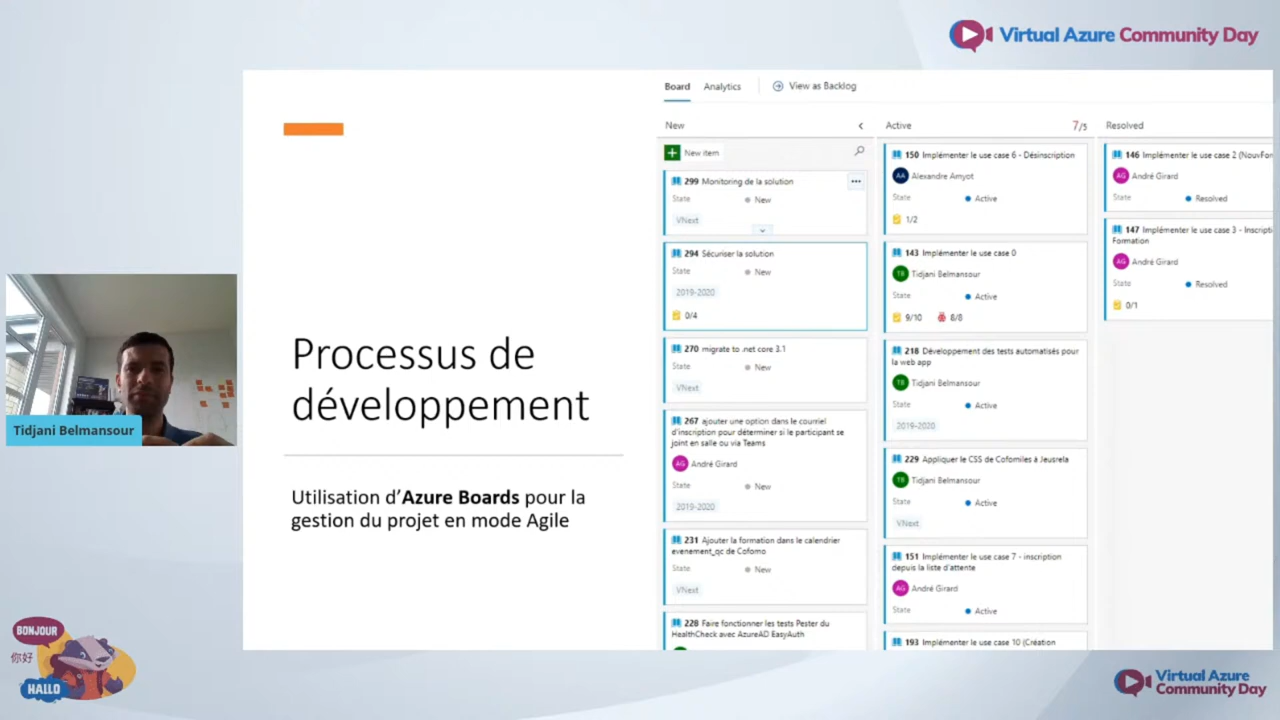 Virtual Azure Community Day
Board Analytics View as Backlog
New
New item
299 Monitoring de la solution
State New
VNext
294 Sécuriser la solution
State New
2019-2020
0/4
270 migrate to .net core 3.1
State New
VNext
267 ajouter une option dans le courriel
d'inscription pour déterminer si le participant se
joint en salle ou via Teams
AG André Girard
State New
2019-2020
231 Ajouter la formation dans le calendrier
evenement_qc de Cofomo
State New
VNext
228 Faire fonctionner les tests Pester du
HealthCheck avec AzureAD EasyAuth
Active 7/5
150 Implémenter le use case 6 - Désinscription
AA Alexandre Amyot
State Active
1/2
143 Implémenter le use case 0
TB Tidjani Belmansour
State Active
9/10 8/8
218 Développement des tests automatisés pour
la web app
TB Tidjani Belmansour
State Active
2019-2020
229 Appliquer le CSS de Cofomiles à Jeusrela
TB Tidjani Belmansour
State Active
VNext
151 Implémenter le use case 7 - inscription
depuis la liste d'attente
AG André Girard
State Active
193 Implémenter le use case 10 (Création
Resolved
146 Implémenter le use case 2 (NouvFor
AG André Girard
State Resolved
147 Implémenter le use case 3 - Inscripti
Formation
AG André Girard
State Resolved
0/1
Processus de
développement
Utilisation d'Azure Boards pour la
gestion du projet en mode Agile
Tidjani Belmansour
BONJOUR
你好
HALLO
Virtual Azure
Community Day